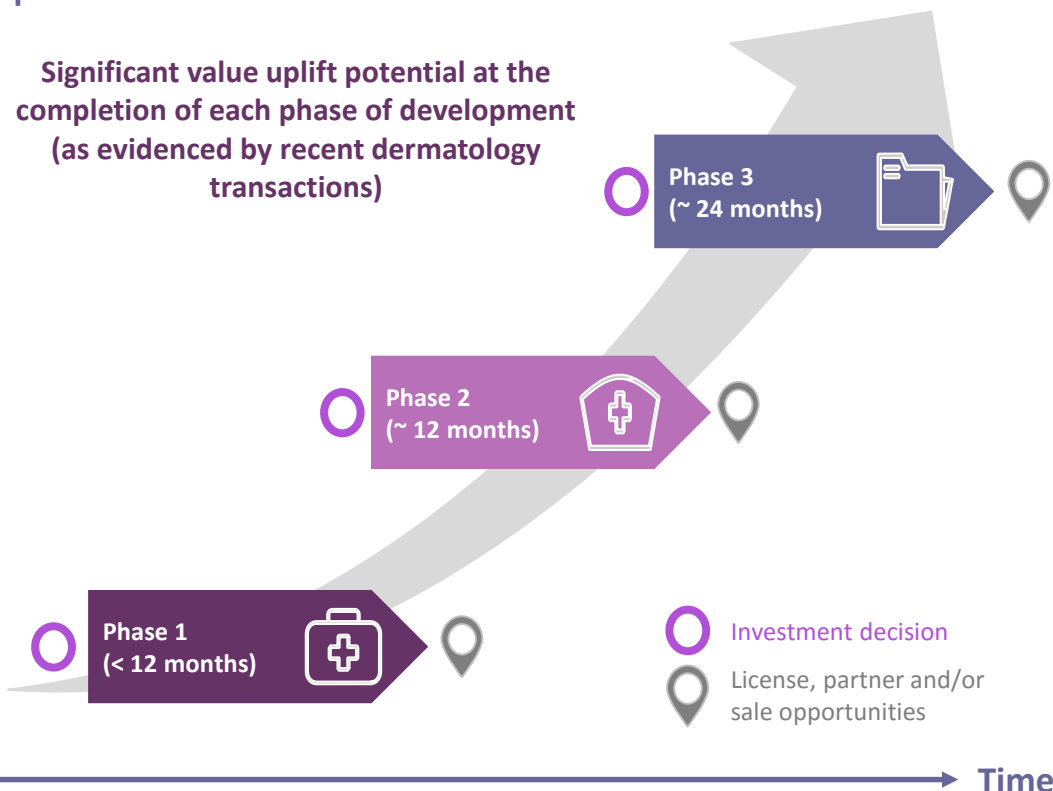 Significant value uplift potential at the
completion of each phase of development
(as evidenced by recent dermatology
transactions)
Phase 3
(~ 24 months)
Phase 2
(~ 12 months)
Phase 1
(< 12 months)
Investment decision
License, partner and/or
sale opportunities
Time